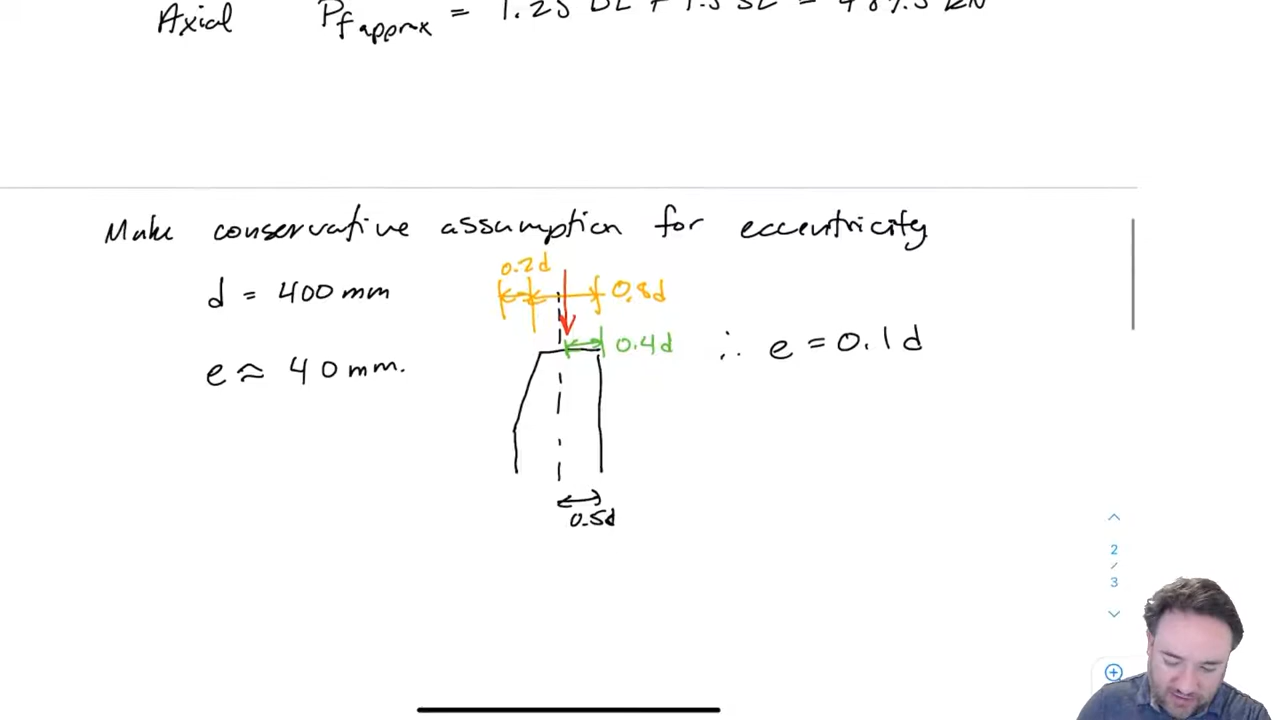 Axial P f approx = 1.25 DL + 1.5 SL = kN
Make conservative assumption for eccentricity
0.2d
d = 400 mm
0.8d
0.4d
∴ e = 0.1d
e ≈ 40 mm.
0.5d
2
/
3